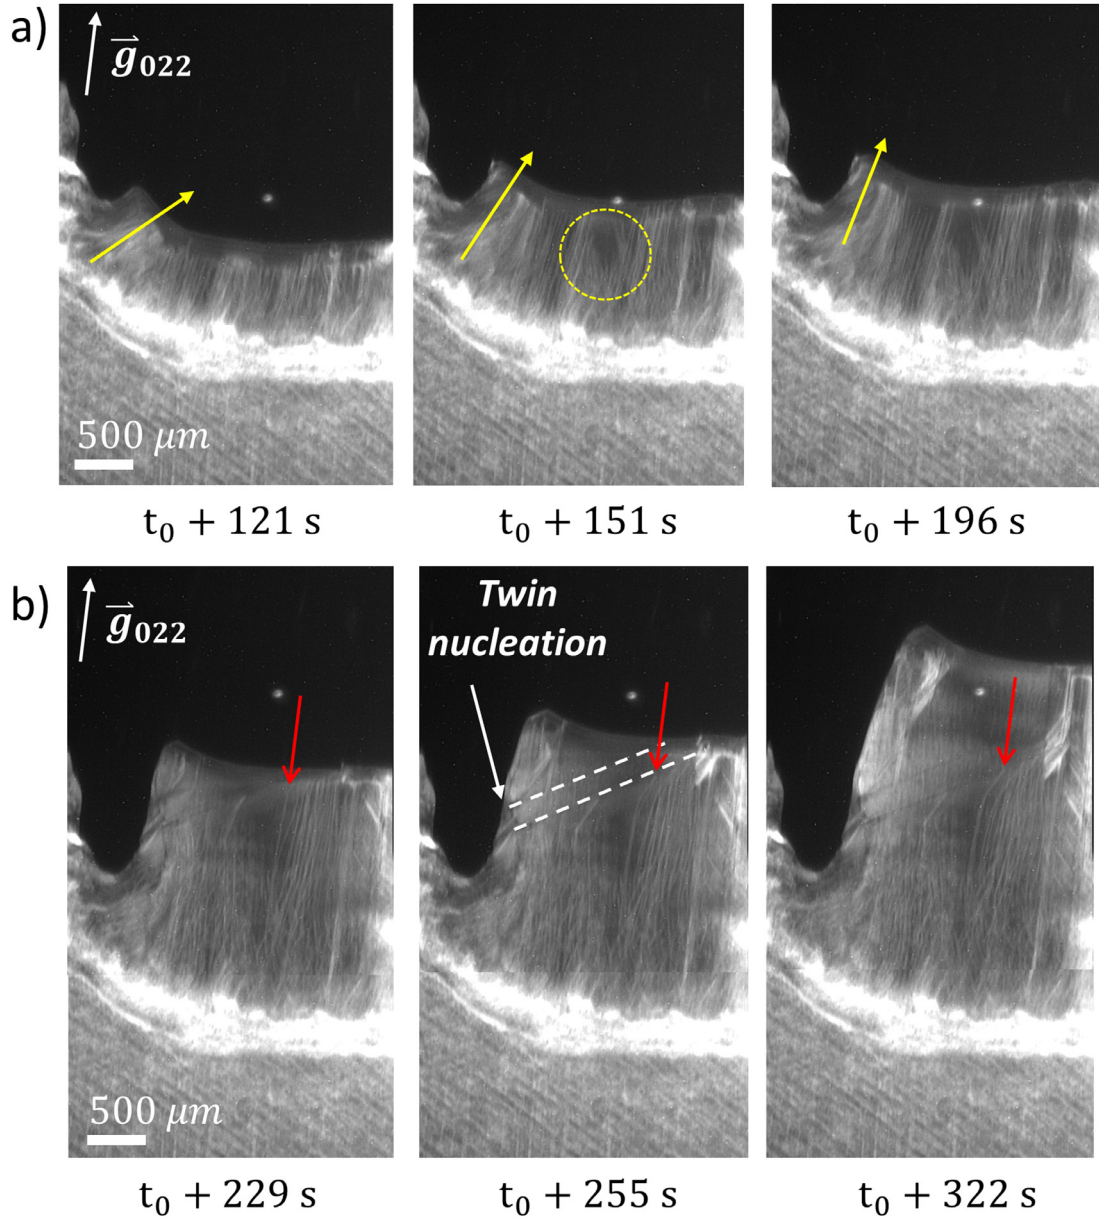 a)
g⃗₀₂₂
500 μm
t₀ + 121 s
t₀ + 151 s
t₀ + 196 s
b)
g⃗₀₂₂
Twin
nucleation
500 μm
t₀ + 229 s
t₀ + 255 s
t₀ + 322 s